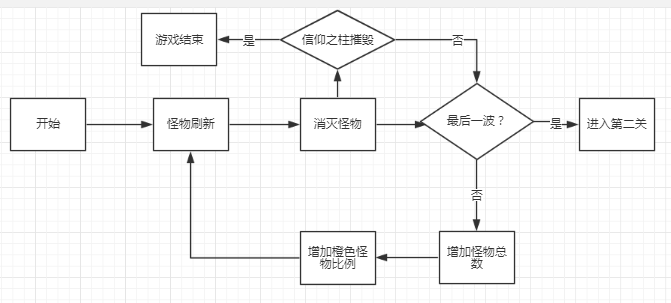 游戏结束
是
信仰之柱摧毁
否
开始
怪物刷新
消灭怪物
最后一波？
是
进入第二关
否
增加橙色怪
物比例
增加怪物总
数